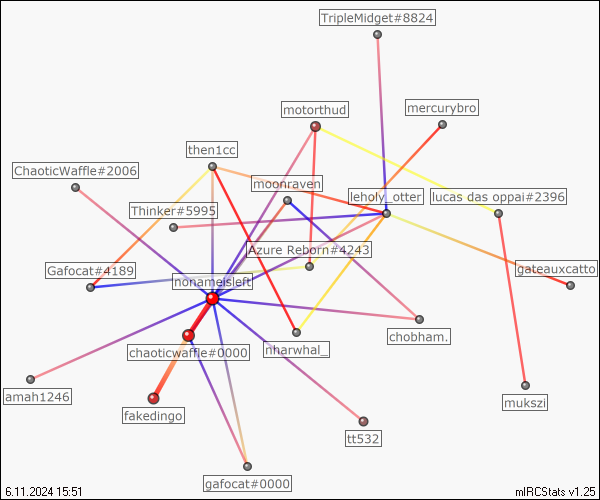 TripleMidget#8824
motorthud
mercurybro
then1cc
ChaoticWaffle#2006
moonraven
leholy_otter
lucas das oppai#2396
Thinker#5995
Azure Reborn#4243
Gafocat#4189
nonameisleft
gateauxcatto
chaoticwaffle#0000
nharwhal_
chobham.
amah1246
fakedingo
mukszi
tt532
gafocat#0000
6.11.2024 15:51
mIRCStats v1.25